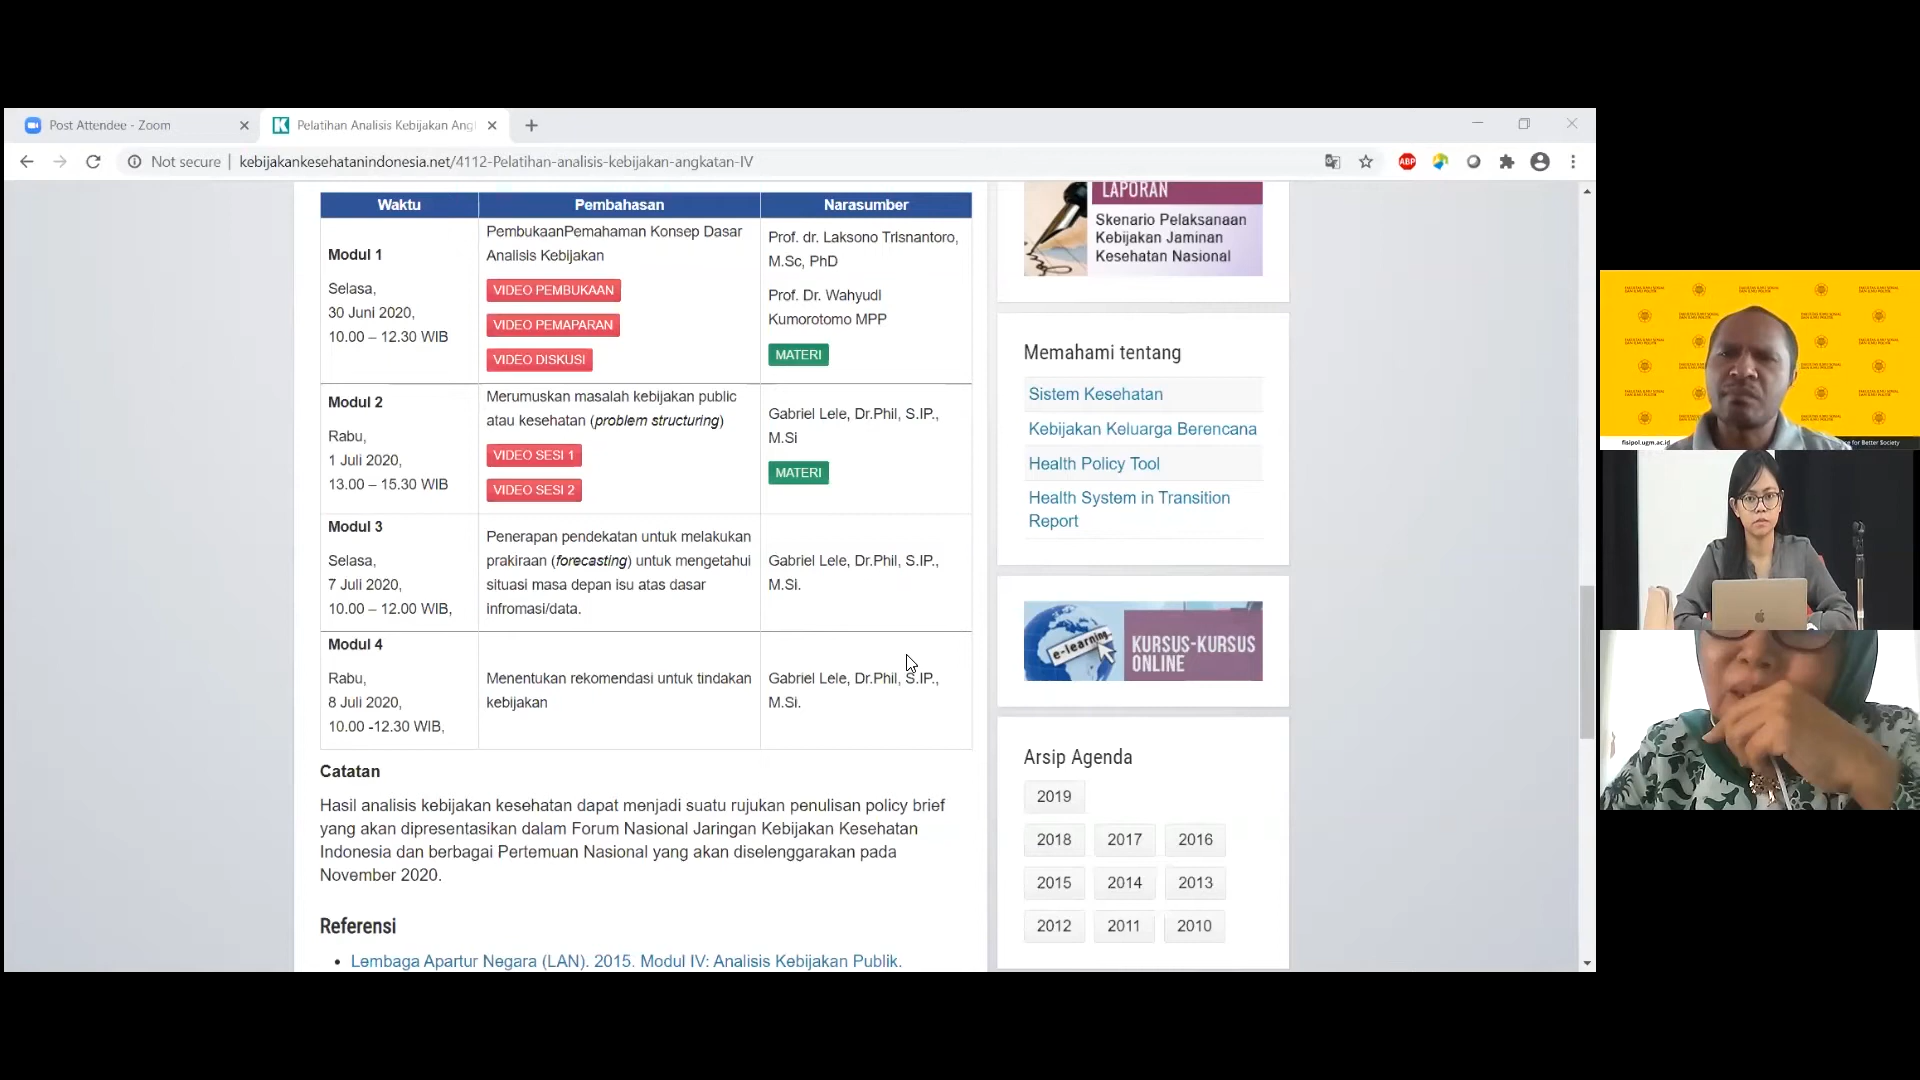 Post Attendee - Zoom
Pelatihan Analisis Kebijakan Ang
Not secure | kebijakankesehatanindonesia.net/4112-Pelatihan-analisis-kebijakan-angkatan-IV
ABP
Waktu
Pembahasan
Narasumber
Modul 1
Selasa,
30 Juni 2020,
10.00 – 12.30 WIB
PembukaanPemahaman Konsep Dasar
Analisis Kebijakan
VIDEO PEMBUKAAN
VIDEO PEMAPARAN
VIDEO DISKUSI
Prof. dr. Laksono Trisnantoro,
M.Sc, PhD
Prof. Dr. Wahyudi
Kumorotomo MPP
MATERI
Modul 2
Rabu,
1 Juli 2020,
13.00 – 15.30 WIB
Merumuskan masalah kebijakan public
atau kesehatan (problem structuring)
VIDEO SESI 1
VIDEO SESI 2
Gabriel Lele, Dr.Phil, S.IP.,
M.Si
MATERI
Modul 3
Selasa,
7 Juli 2020,
10.00 – 12.00 WIB,
Penerapan pendekatan untuk melakukan
prakiraan (forecasting) untuk mengetahui
situasi masa depan isu atas dasar
infromasi/data.
Gabriel Lele, Dr.Phil, S.IP.,
M.Si.
Modul 4
Rabu,
8 Juli 2020,
10.00 -12.30 WIB,
Menentukan rekomendasi untuk tindakan
kebijakan
Gabriel Lele, Dr.Phil, S.IP.,
M.Si.
Catatan
Hasil analisis kebijakan kesehatan dapat menjadi suatu rujukan penulisan policy brief
yang akan dipresentasikan dalam Forum Nasional Jaringan Kebijakan Kesehatan
Indonesia dan berbagai Pertemuan Nasional yang akan diselenggarakan pada
November 2020.
Referensi
• Lembaga Apartur Negara (LAN). 2015. Modul IV: Analisis Kebijakan Publik.
LAPORAN
Skenario Pelaksanaan
Kebijakan Jaminan
Kesehatan Nasional
Memahami tentang
Sistem Kesehatan
Kebijakan Keluarga Berencana
Health Policy Tool
Health System in Transition
Report
e-learning
KURSUS-KURSUS
ONLINE
Arsip Agenda
2019
2018 2017 2016
2015 2014 2013
2012 2011 2010
fisipol.ugm.ac.id
ce for Better Society